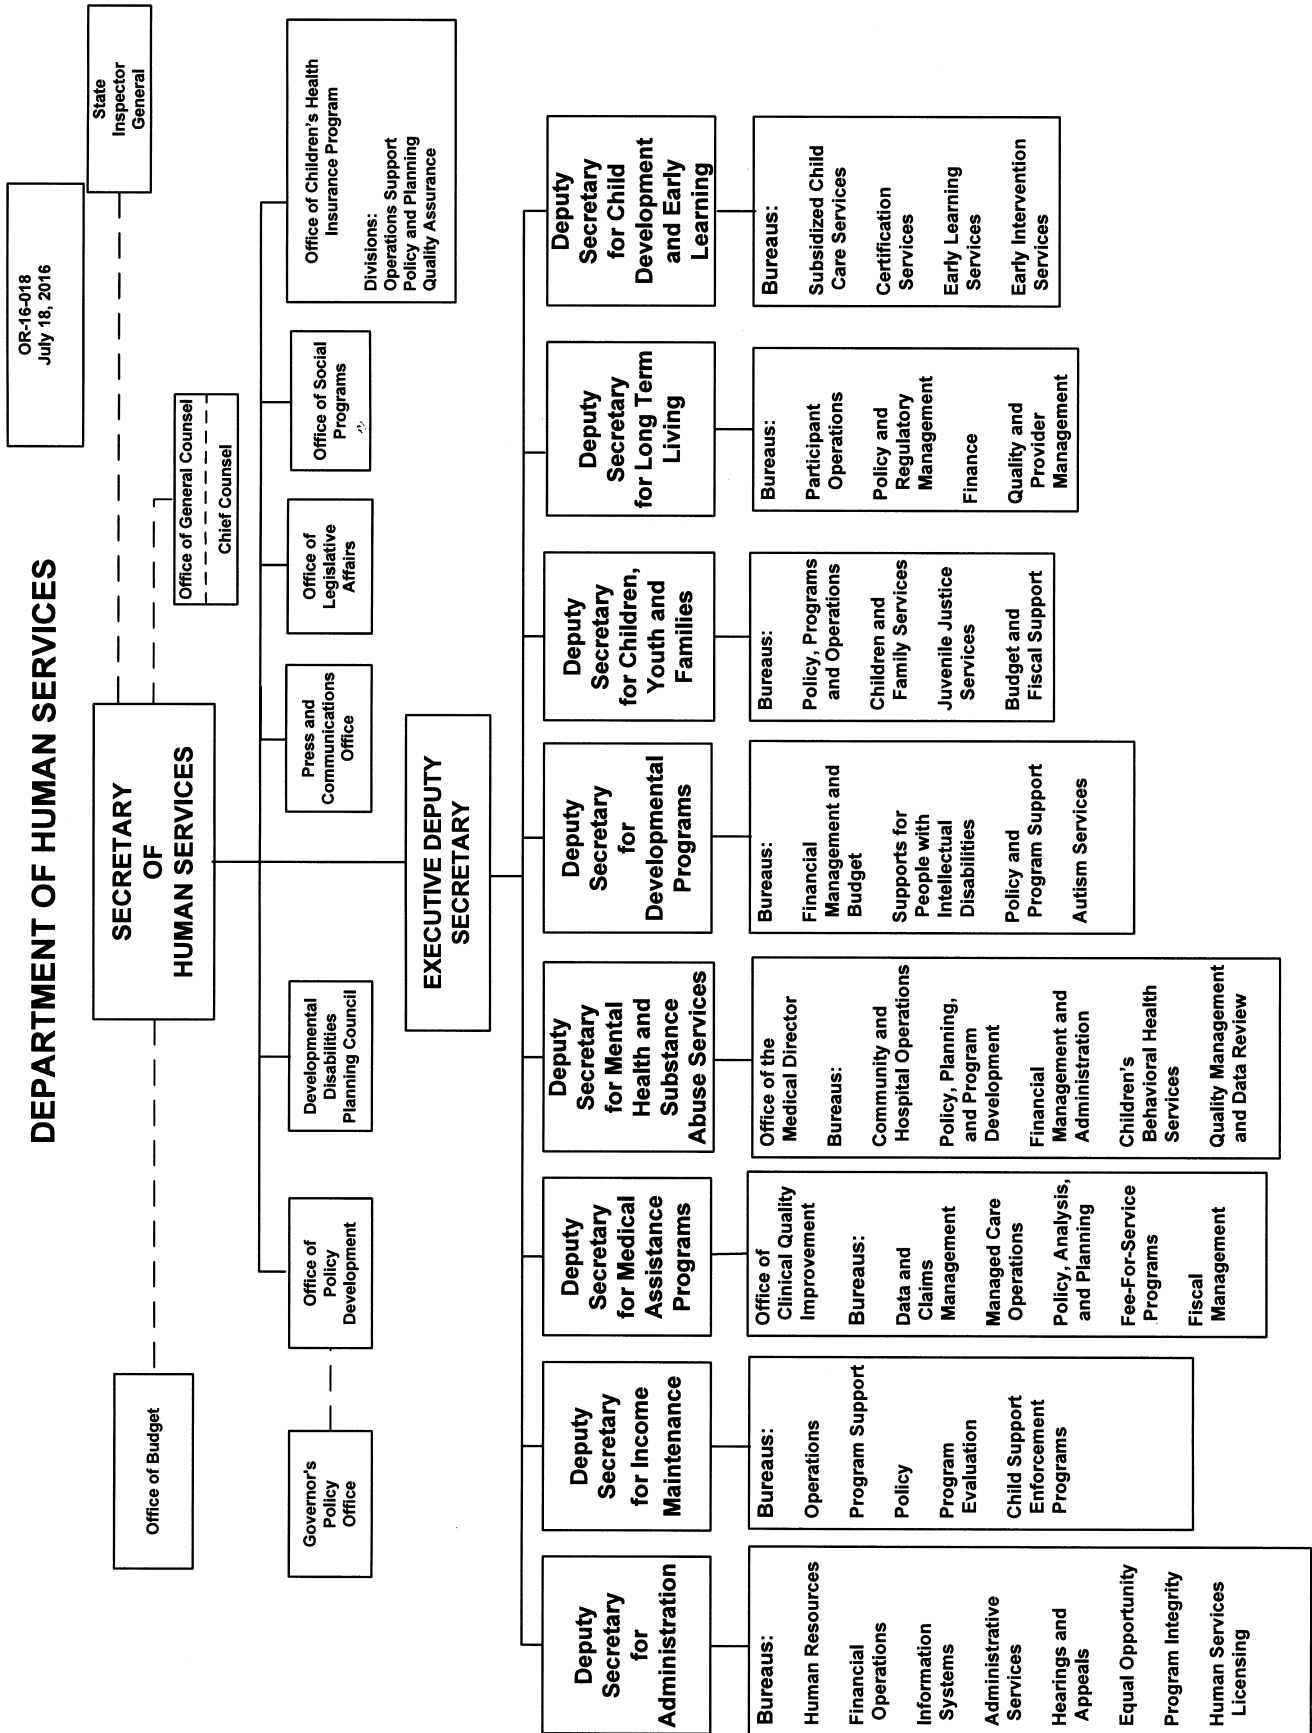 DEPARTMENT OF HUMAN SERVICES
OR-16-018
July 18, 2016
Office of Budget
SECRETARY
OF
HUMAN SERVICES
State
Inspector
General
Office of General Counsel
Chief Counsel
Governor's
Policy
Office
Office of
Policy
Development
Developmental
Disabilities
Planning Council
Press and
Communications
Office
Office of
Legislative
Affairs
Office of Social
Programs
Office of Children's Health
Insurance Program
Divisions:
Operations Support
Policy and Planning
Quality Assurance
EXECUTIVE DEPUTY
SECRETARY
Deputy
Secretary
for
Administration
Bureaus:
Human Resources
Financial
Operations
Information
Systems
Administrative
Services
Hearings and
Appeals
Equal Opportunity
Program Integrity
Human Services
Licensing
Deputy
Secretary
for Income
Maintenance
Bureaus:
Operations
Program Support
Policy
Program
Evaluation
Child Support
Enforcement
Programs
Deputy
Secretary
for Medical
Assistance
Programs
Office of
Clinical Quality
Improvement
Bureaus:
Data and
Claims
Management
Managed Care
Operations
Policy, Analysis,
and Planning
Fee-For-Service
Programs
Fiscal
Management
Deputy
Secretary
for Mental
Health and
Substance
Abuse Services
Office of the
Medical Director
Bureaus:
Community and
Hospital Operations
Policy, Planning,
and Program
Development
Financial
Management and
Administration
Children's
Behavioral Health
Services
Quality Management
and Data Review
Deputy
Secretary
for
Developmental
Programs
Bureaus:
Financial
Management and
Budget
Supports for
People with
Intellectual
Disabilities
Policy and
Program Support
Autism Services
Deputy
Secretary
for Children,
Youth and
Families
Bureaus:
Policy, Programs
and Operations
Children and
Family Services
Juvenile Justice
Services
Budget and
Fiscal Support
Deputy
Secretary
for Long Term
Living
Bureaus:
Participant
Operations
Policy and
Regulatory
Management
Finance
Quality and
Provider
Management
Deputy
Secretary
for Child
Development
and Early
Learning
Bureaus:
Subsidized Child
Care Services
Certification
Services
Early Learning
Services
Early Intervention
Services